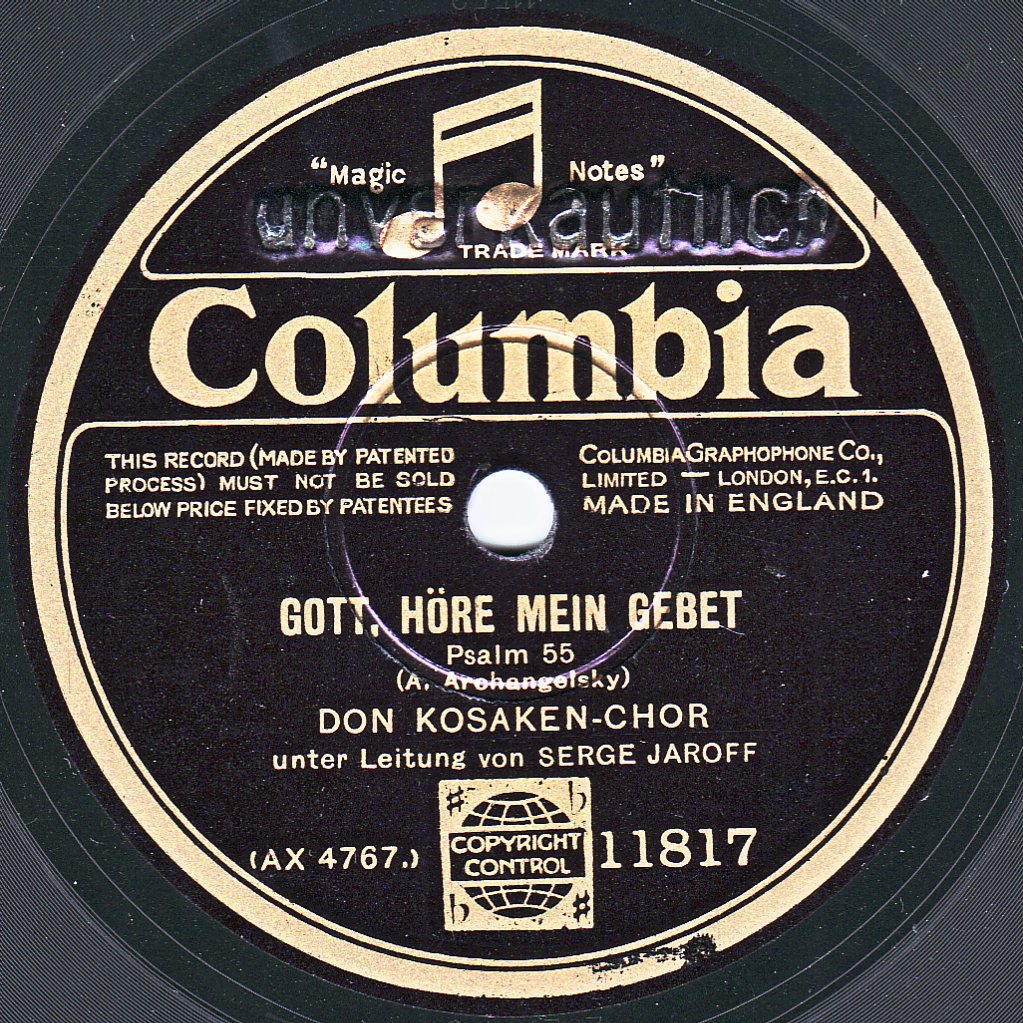 “Magic Notes”
unverkäuflich
TRADE MARK
Columbia
THIS RECORD (MADE BY PATENTED
PROCESS) MUST NOT BE SOLD
BELOW PRICE FIXED BY PATENTEES
COLUMBIA GRAPHOPHONE CO.,
LIMITED — LONDON, E.C. 1.
MADE IN ENGLAND
GOTT, HÖRE MEIN GEBET
Psalm 55
(A. Archangelsky)
DON KOSAKEN-CHOR
unter Leitung von SERGE JAROFF
COPYRIGHT
CONTROL
(AX 4767.)
11817